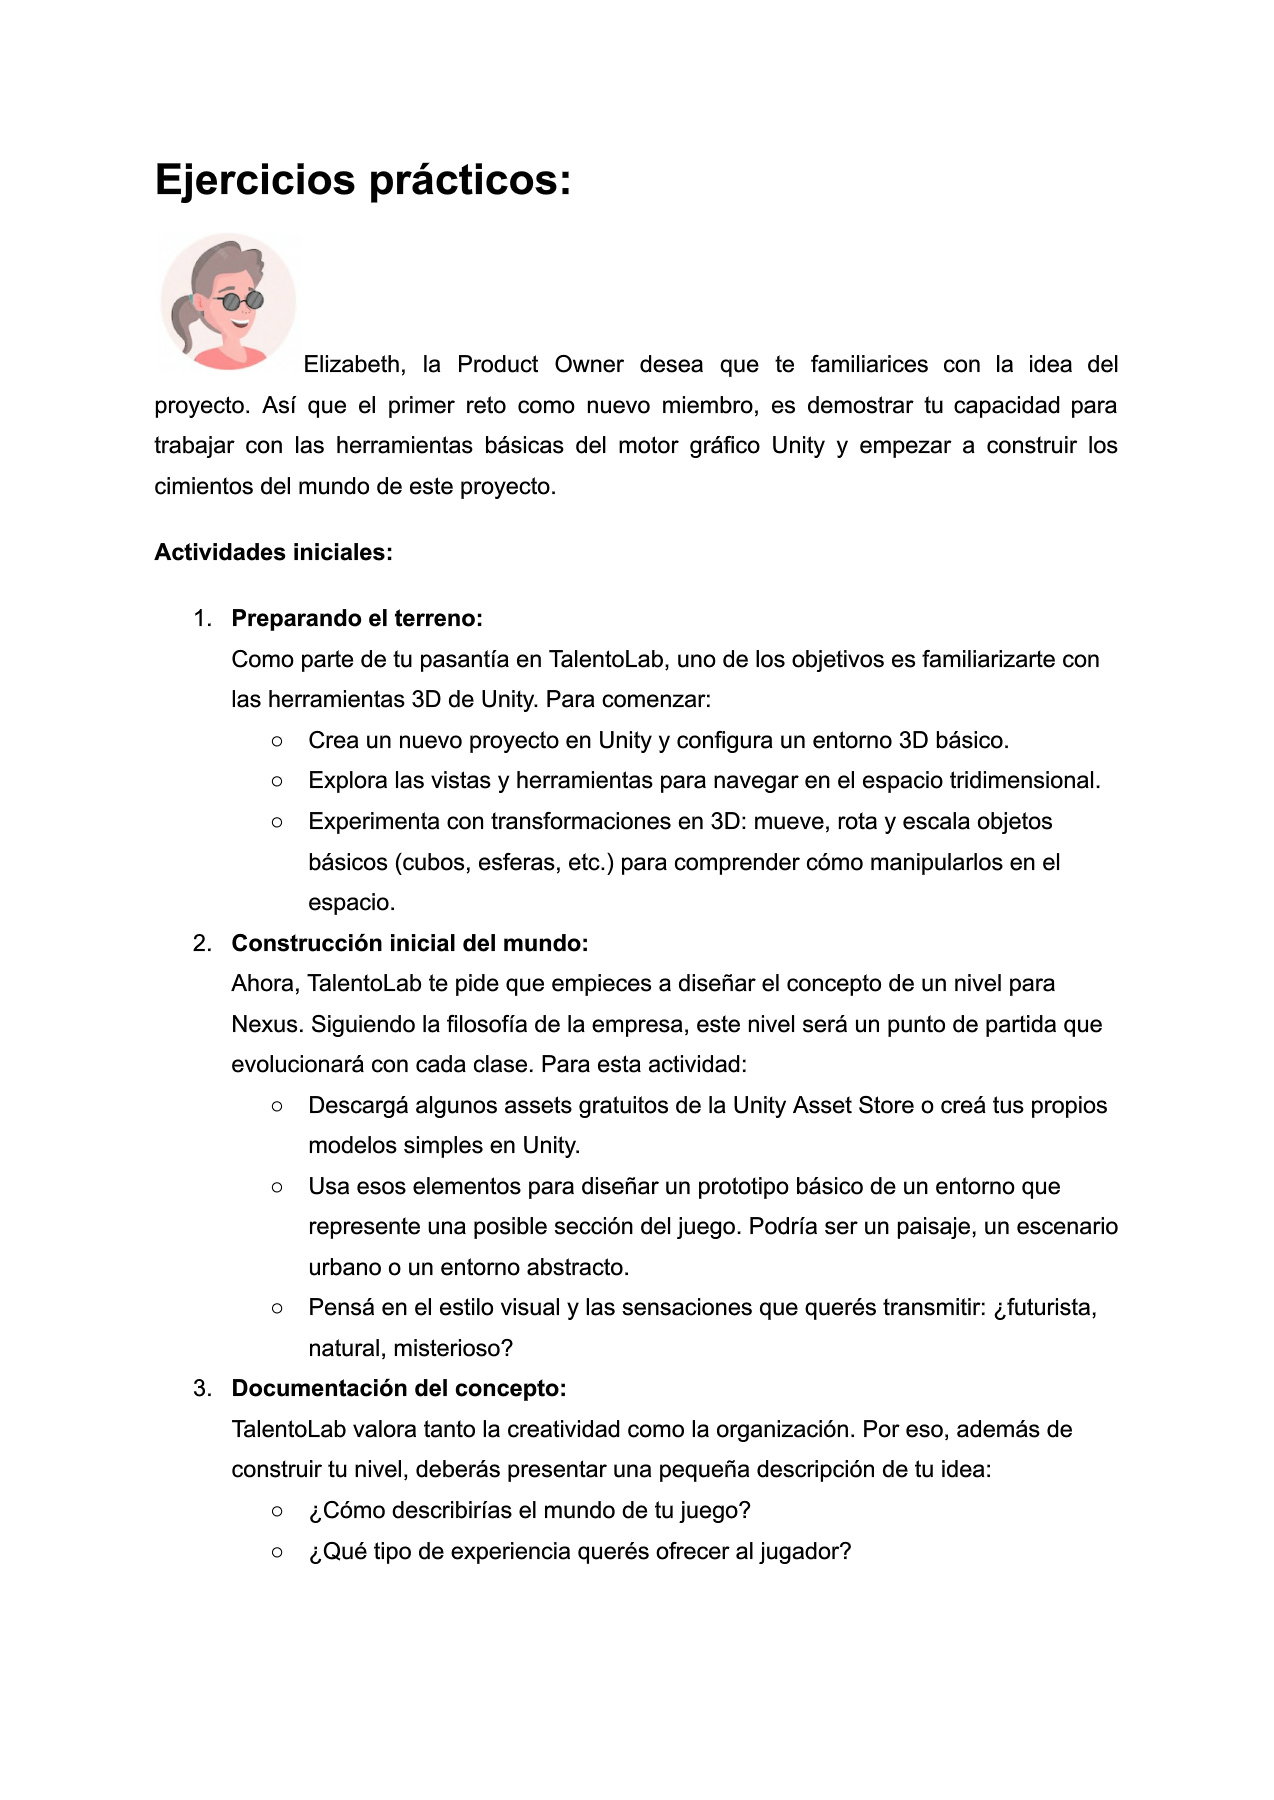 Ejercicios prácticos:
Elizabeth, la Product Owner desea que te familiarices con la idea del
proyecto. Así que el primer reto como nuevo miembro, es demostrar tu capacidad para
trabajar con las herramientas básicas del motor gráfico Unity y empezar a construir los
cimientos del mundo de este proyecto.
Actividades iniciales:
1. Preparando el terreno:
Como parte de tu pasantía en TalentoLab, uno de los objetivos es familiarizarte con
las herramientas 3D de Unity. Para comenzar:
○ Crea un nuevo proyecto en Unity y configura un entorno 3D básico.
○ Explora las vistas y herramientas para navegar en el espacio tridimensional.
○ Experimenta con transformaciones en 3D: mueve, rota y escala objetos
básicos (cubos, esferas, etc.) para comprender cómo manipularlos en el
espacio.
2. Construcción inicial del mundo:
Ahora, TalentoLab te pide que empieces a diseñar el concepto de un nivel para
Nexus. Siguiendo la filosofía de la empresa, este nivel será un punto de partida que
evolucionará con cada clase. Para esta actividad:
○ Descargá algunos assets gratuitos de la Unity Asset Store o creá tus propios
modelos simples en Unity.
○ Usa esos elementos para diseñar un prototipo básico de un entorno que
represente una posible sección del juego. Podría ser un paisaje, un escenario
urbano o un entorno abstracto.
○ Pensá en el estilo visual y las sensaciones que querés transmitir: ¿futurista,
natural, misterioso?
3. Documentación del concepto:
TalentoLab valora tanto la creatividad como la organización. Por eso, además de
construir tu nivel, deberás presentar una pequeña descripción de tu idea:
○ ¿Cómo describirías el mundo de tu juego?
○ ¿Qué tipo de experiencia querés ofrecer al jugador?